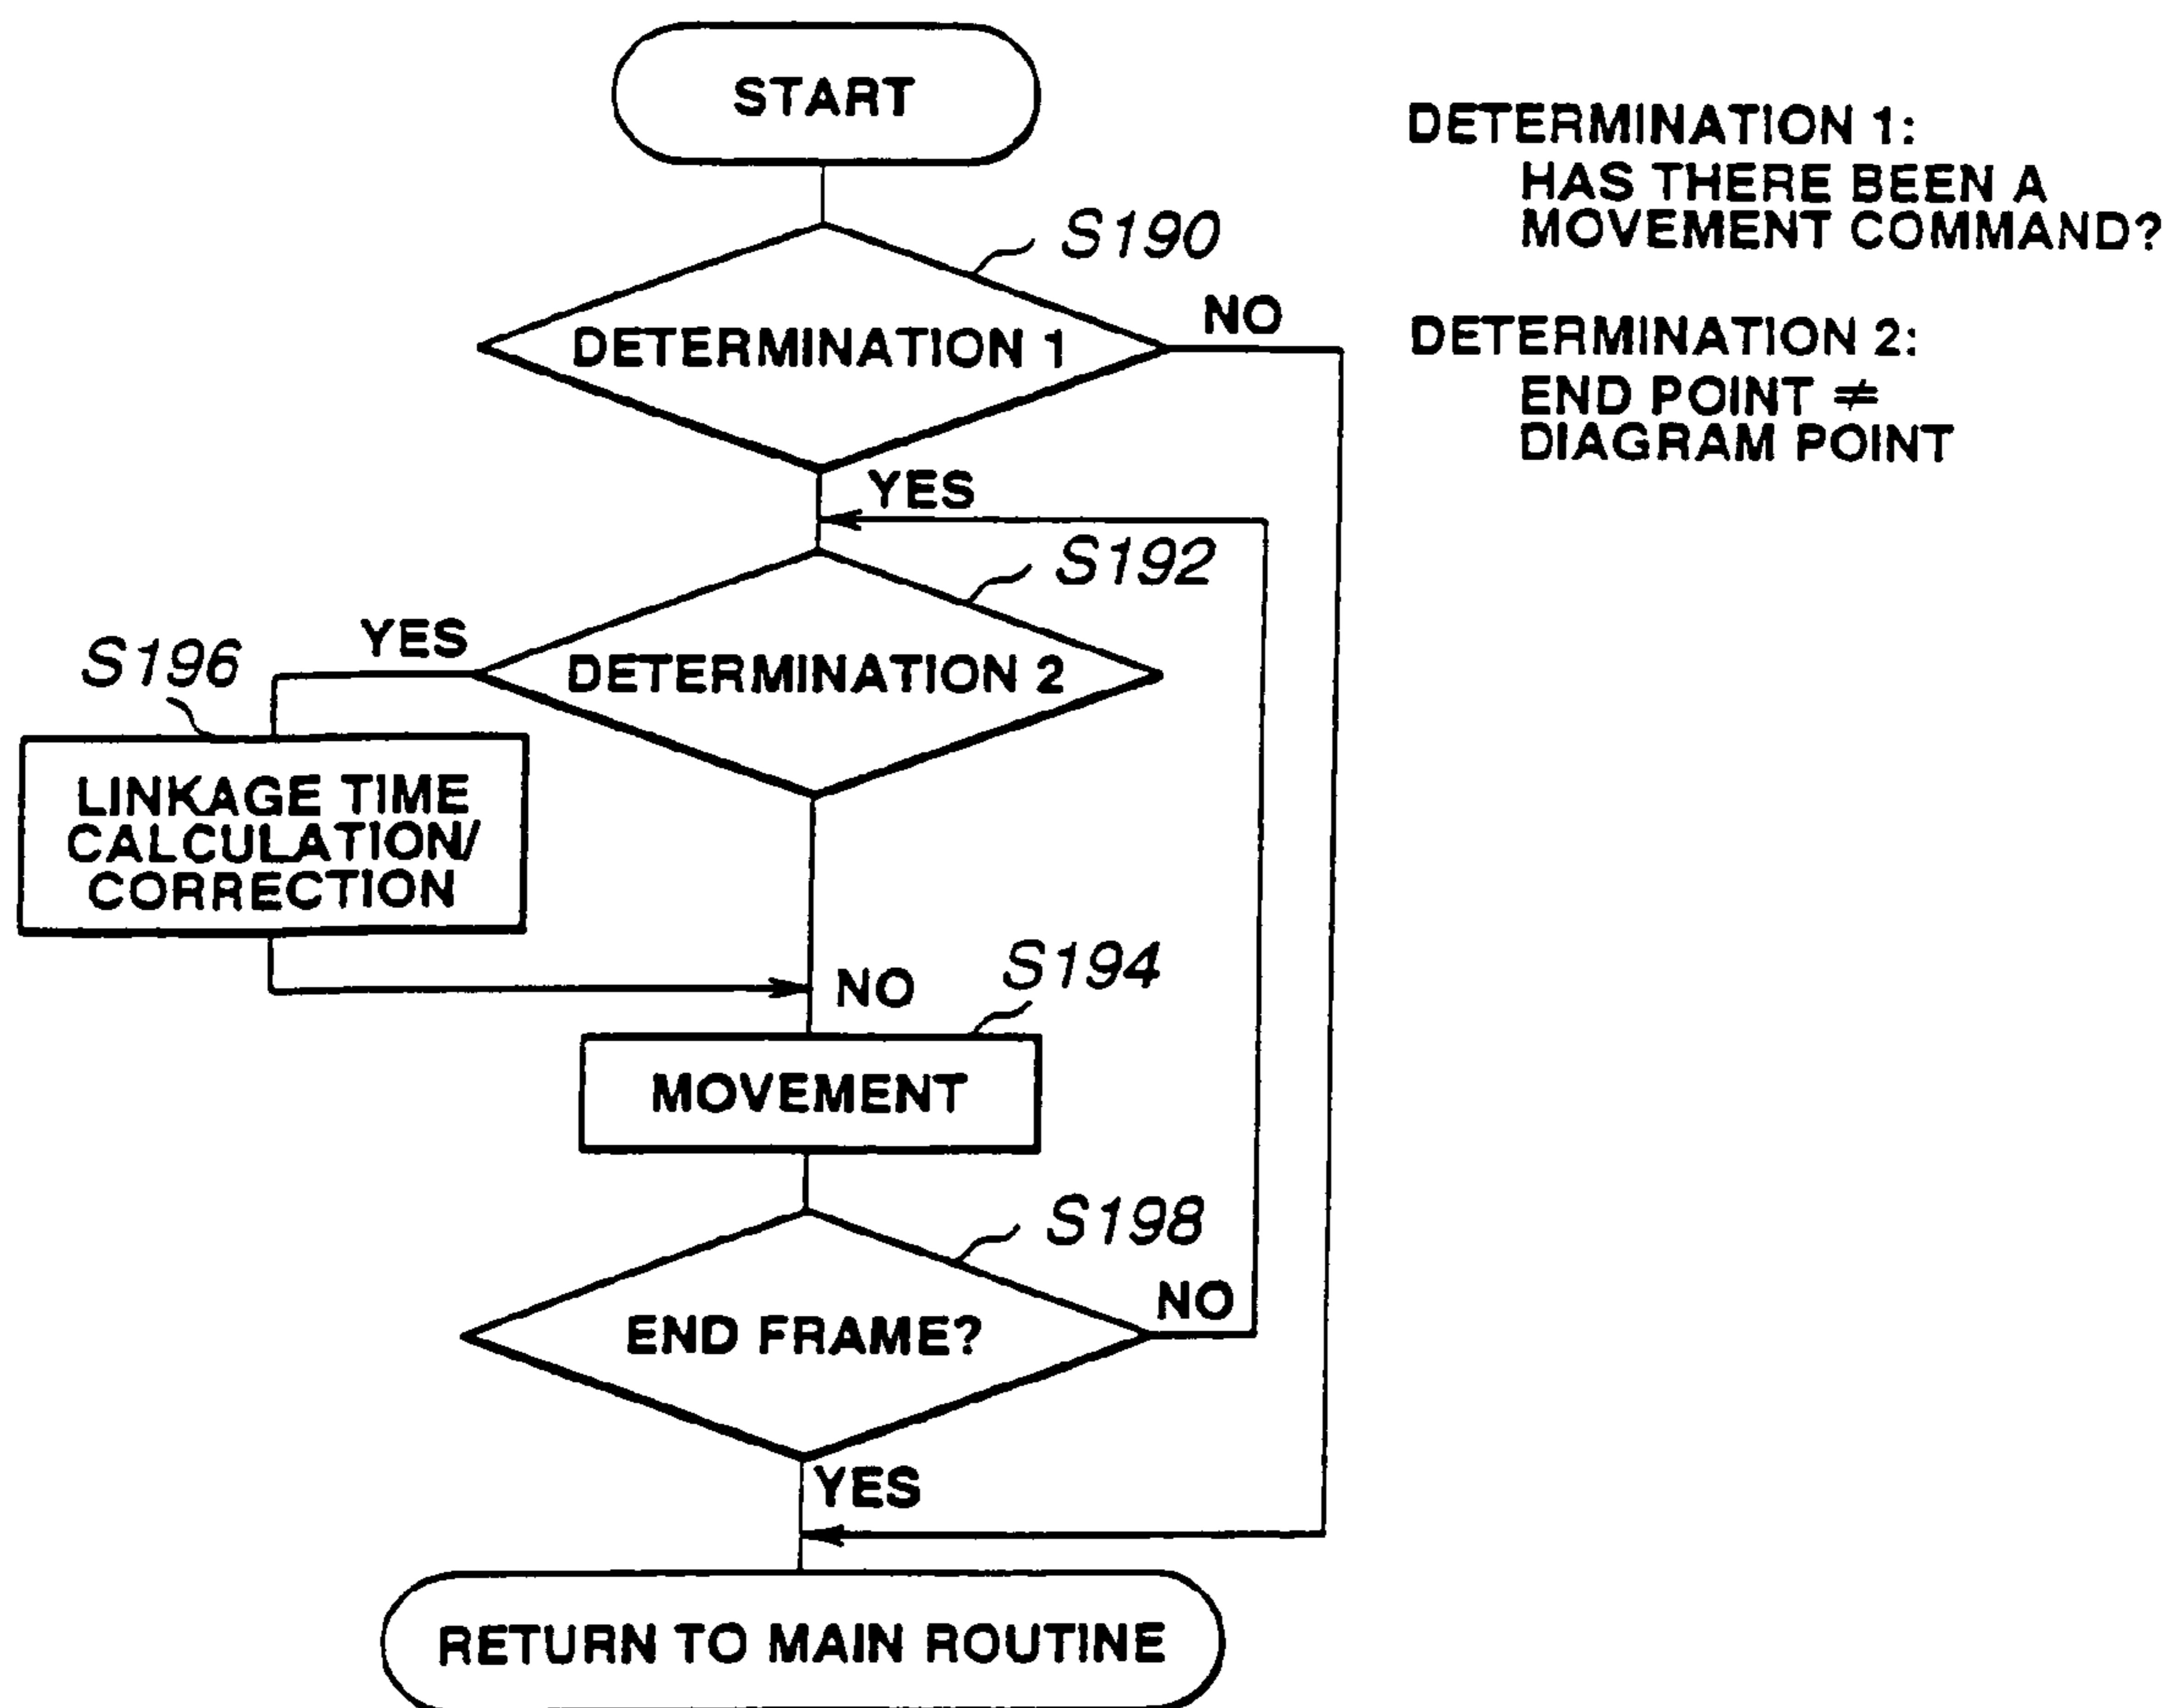 START
DETERMINATION 1:
HAS THERE BEEN A
MOVEMENT COMMAND?
S190
DETERMINATION 1
NO
DETERMINATION 2:
END POINT ≠
DIAGRAM POINT
YES
S192
YES
DETERMINATION 2
S196
LINKAGE TIME
CALCULATION/
CORRECTION
NO
S194
MOVEMENT
S198
NO
END FRAME?
YES
RETURN TO MAIN ROUTINE